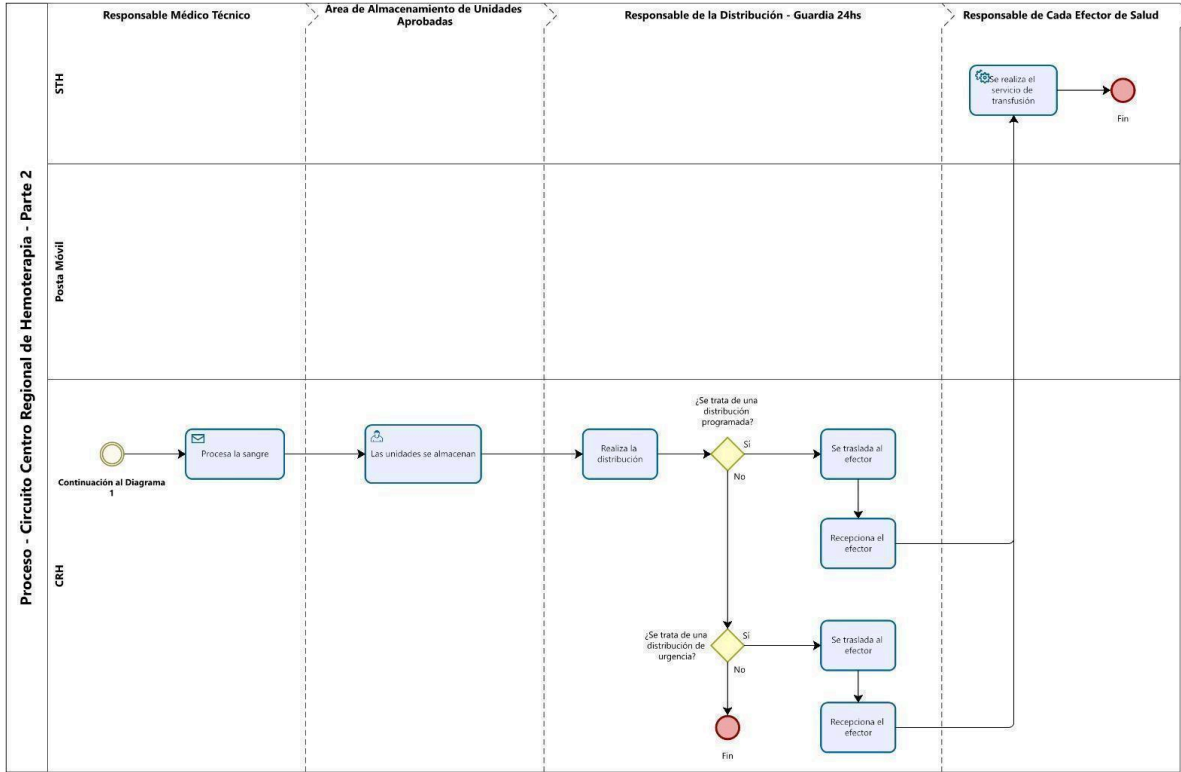 Proceso - Circuito Centro Regional de Hemoterapia - Parte 2
Responsable Médico Técnico
Área de Almacenamiento de Unidades
Aprobadas
Responsable de la Distribución - Guardia 24hs
Responsable de Cada Efector de Salud
STH
Se realiza el
servicio de
transfusión
Fin
Posta Móvil
CRH
Continuación al Diagrama
1
Procesa la sangre
Las unidades se almacenan
Realiza la
distribución
¿Se trata de una
distribución
programada?
Si
No
Se traslada al
efector
Recepciona el
efector
¿Se trata de una
distribución de
urgencia?
Si
No
Se traslada al
efector
Recepciona el
efector
Fin